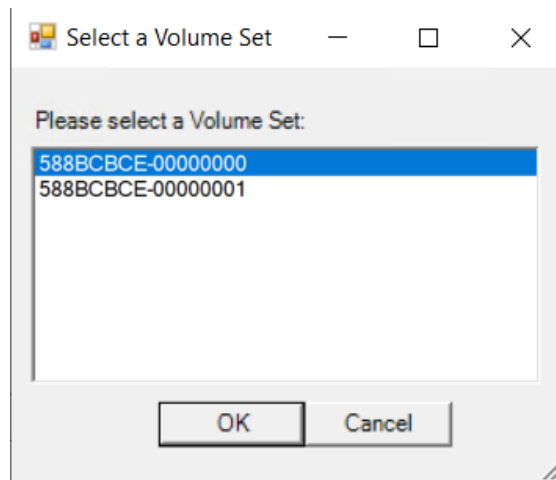 Select a Volume Set
Please select a Volume Set:
588BCBCE-00000000
588BCBCE-00000001
OK
Cancel